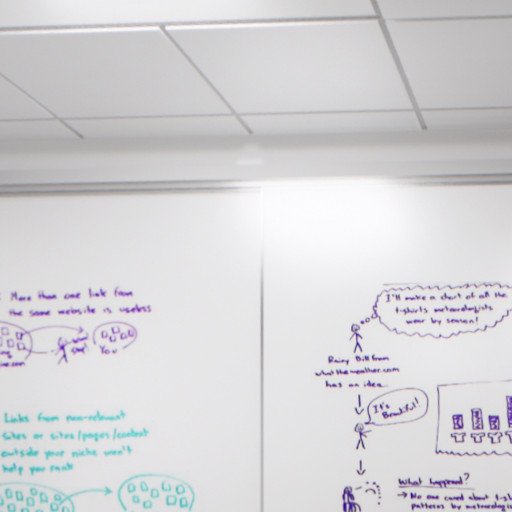 More than one link from
the same website is useless
You
Links from non-relevant
sites or sites/pages/content
outside your niche won't
help you rank
I'll make a chart of all the
t-shirts meteorologists
wear by season!
Rainy Bill from
whattheweather.com
has an idea
It's
Beautiful!
What happened?
→ No one cared about t-sh
patterns by meteorologis